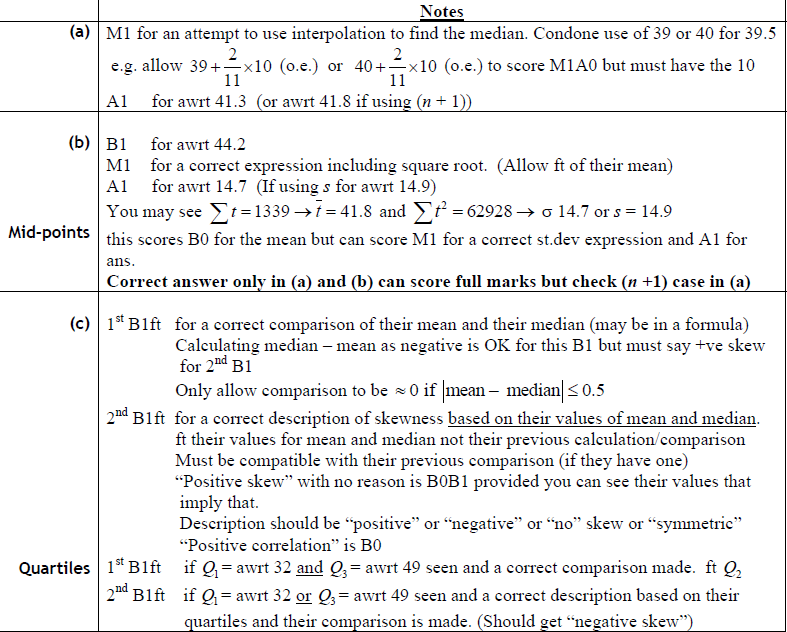 Notes
(a) M1 for an attempt to use interpolation to find the median. Condone use of 39 or 40 for 39.5
e.g. allow 39 + 2/11 ×10 (o.e.) or 40 + 2/11 ×10 (o.e.) to score M1A0 but must have the 10
A1 for awrt 41.3 (or awrt 41.8 if using (n + 1))
(b) B1 for awrt 44.2
M1 for a correct expression including square root. (Allow ft of their mean)
A1 for awrt 14.7 (If using s for awrt 14.9)
You may see ∑t = 1339 → t̄ = 41.8 and ∑t² = 62928 → σ 14.7 or s = 14.9
Mid-points this scores B0 for the mean but can score M1 for a correct st.dev expression and A1 for
ans.
Correct answer only in (a) and (b) can score full marks but check (n +1) case in (a)
(c) 1st B1ft for a correct comparison of their mean and their median (may be in a formula)
Calculating median – mean as negative is OK for this B1 but must say +ve skew
for 2nd B1
Only allow comparison to be ≈ 0 if |mean – median| ≤ 0.5
2nd B1ft for a correct description of skewness based on their values of mean and median.
ft their values for mean and median not their previous calculation/comparison
Must be compatible with their previous comparison (if they have one)
“Positive skew” with no reason is B0B1 provided you can see their values that
imply that.
Description should be “positive” or “negative” or “no” skew or “symmetric”
“Positive correlation” is B0
Quartiles 1st B1ft if Q₁ = awrt 32 and Q₃ = awrt 49 seen and a correct comparison made. ft Q₂
2nd B1ft if Q₁ = awrt 32 or Q₃ = awrt 49 seen and a correct description based on their
quartiles and their comparison is made. (Should get “negative skew”)